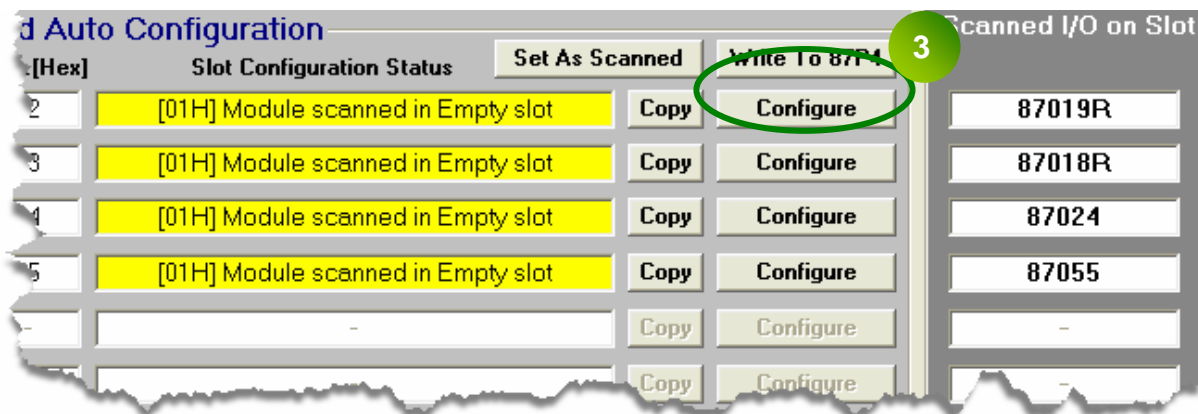 d Auto Configuration
Scanned I/O on Slot
3
.[Hex] Slot Configuration Status Set As Scanned Write To 87P4
2 [01H] Module scanned in Empty slot Copy Configure 87019R
3 [01H] Module scanned in Empty slot Copy Configure 87018R
4 [01H] Module scanned in Empty slot Copy Configure 87024
5 [01H] Module scanned in Empty slot Copy Configure 87055
- - Copy Configure -
Copy Configure -